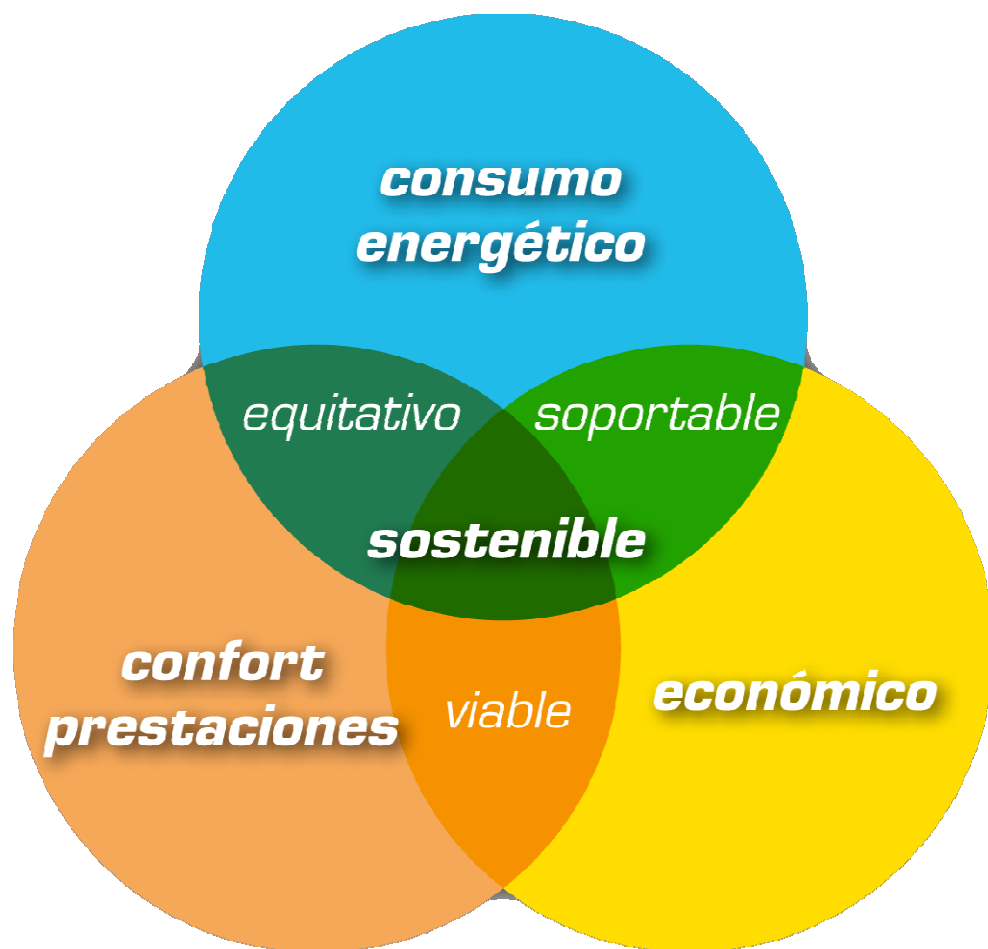 consumo
energético
equitativo
soportable
sostenible
confort
prestaciones
viable
económico